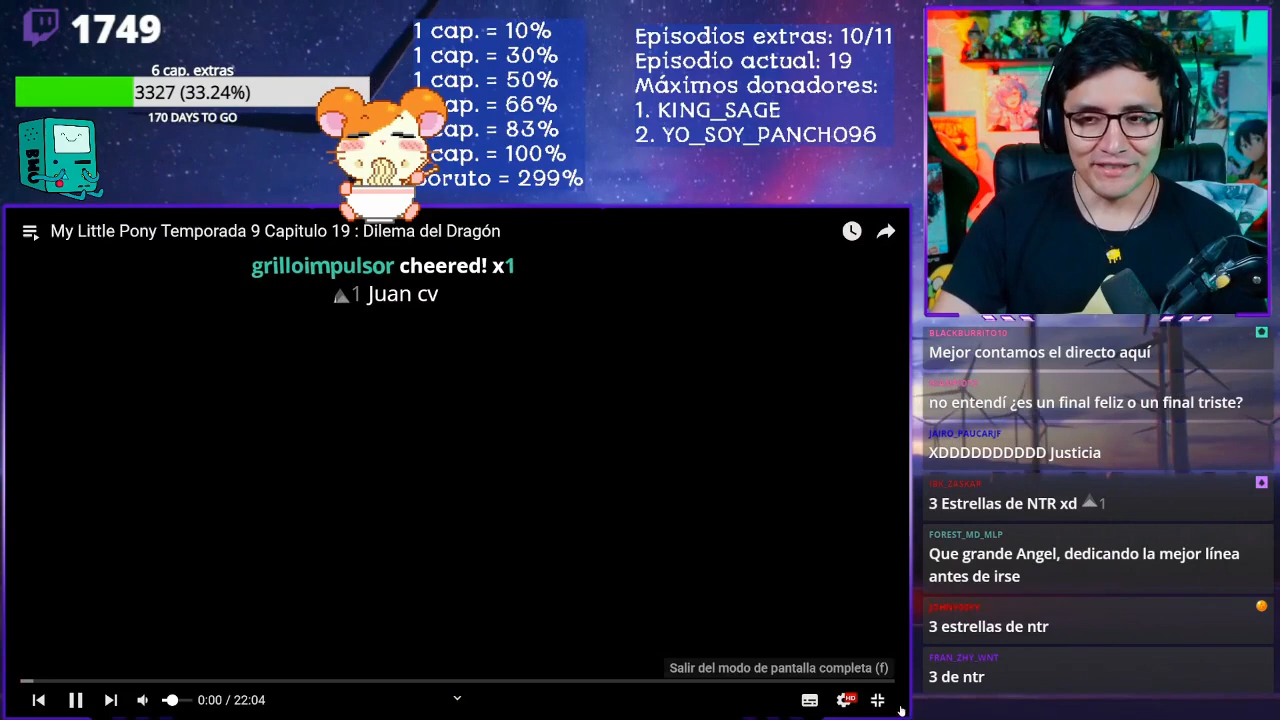 1749
6 cap. extras
3327 (33.24%)
170 DAYS TO GO
BMO
1 cap. = 10%
1 cap. = 30%
1 cap. = 50%
cap. = 66%
cap. = 83%
cap. = 100%
Boruto = 299%
Episodios extras: 10/11
Episodio actual: 19
Máximos donadores:
1. KING_SAGE
2. YO_SOY_PANCHO96
My Little Pony Temporada 9 Capitulo 19 : Dilema del Dragón
grilloimpulsor cheered! x1
1 Juan cv
Salir del modo de pantalla completa (f)
0:00 / 22:04
HD
BLACKBURRITO10
Mejor contamos el directo aquí
no entendí ¿es un final feliz o un final triste?
JAIRO_PAUCARJF
XDDDDDDDDDD Justicia
3 Estrellas de NTR xd 1
FOREST_MD_MLP
Que grande Angel, dedicando la mejor línea
antes de irse
3 estrellas de ntr
FRAN_ZHY_WNT
3 de ntr